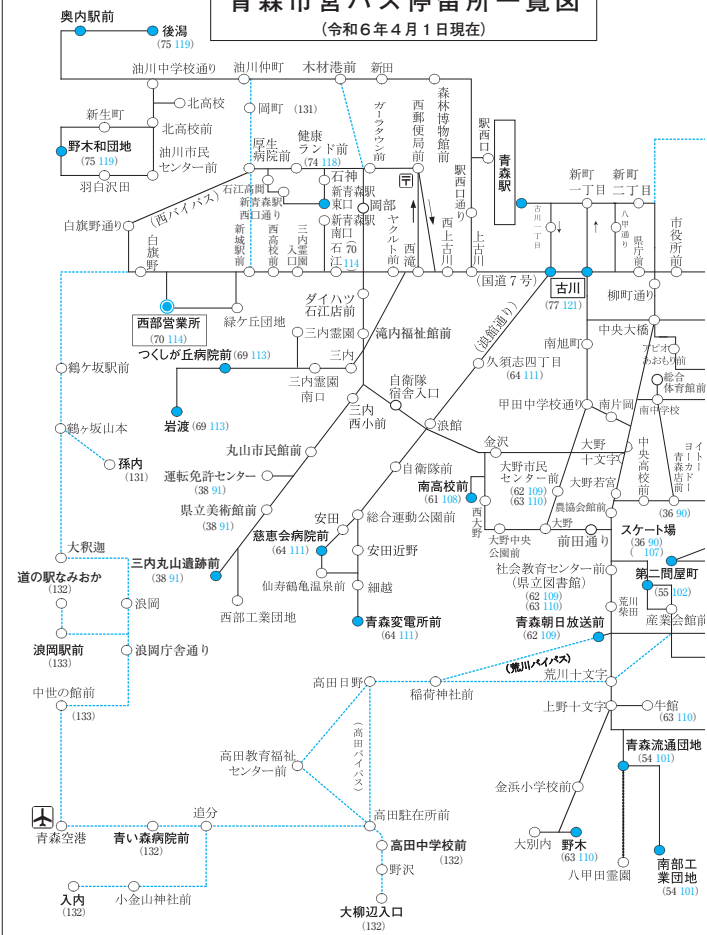 青森市営バス停留所一覧図
(令和6年4月1日現在)
奥内駅前
後潟
(75 119)
油川中学校通り
油川仲町
木材港前
新田
森林博物館前
西郵便局前
ガーラタウン前
駅西口
青森駅
北高校
岡町
(131)
新生町
北高校前
野木和団地
(75 119)
油川市民
センター前
羽白沢田
厚生
病院前
健康
ランド前
(74 118)
石江高間
新青森駅
西口通り
石神
新青森駅
東口
新青森駅
南口
(70
114
岡部
駅西口通り
新町
一丁目
新町
二丁目
古川一丁目
八甲通り
県庁前
市役所前
(西バイパス)
白旗野通り
白旗野
新城駅前
西高校前
三内霊園
入口
石江
ヤクルト前
西滝
西上古川
上古川
(国道7号)
古川
(77 121)
柳町通り
西部営業所
(70 114)
緑ケ丘団地
ダイハツ
石江店前
(浪館通り)
中央大橋
三内霊園
滝内福祉館前
つくしが丘病院前(69 113)
三内霊園
南口
三内
久須志四丁目
(64 111)
南旭町
アピオ
あおもり前
総合
体育館前
鶴ケ坂駅前
岩渡(69 113)
三内
西小前
自衛隊
宿舎入口
甲田中学校通り
南片岡
南中学校
浪館
鶴ヶ坂山本
丸山市民館前
金沢
大野
十文字
中央高校前
イトー
ヨーカドー
青森店前
孫内
(131)
運転免許センター
(38 91)
自衛隊前
南高校前
(61 108)
大野市民
センター前
(62 109)
(63 110)
大野若宮
農協会館前
(36 90)
県立美術館前
(38 91)
総合運動公園前
西大野
安田
慈恵会病院前
(64 111)
大野中央
公園前
大野
前田通り
スケート場
(36 90)
(107)
大釈迦
三内丸山遺跡前
(38 91)
安田近野
社会教育センター前
(県立図書館)
(62 109)
(63 110)
第二問屋町
(55 102)
道の駅なみおか
(132)
浪岡
仙寿鶴亀温泉前
細越
西部工業団地
荒川
柴田
産業会館前
浪岡駅前
(133)
浪岡庁舎通り
青森変電所前
(64 111)
青森朝日放送前
(62 109)
(荒川バイパス)
中世の館前
(133)
高田日野
稲荷神社前
荒川十文字
上野十文字
牛館
(63 110)
(高田バイパス)
高田教育福祉
センター前
青森流通団地
(54 101)
金浜小学校前
青森空港
青い森病院前
(132)
追分
高田駐在所前
高田中学校前
(132)
大別内
野木
(63 110)
野沢
八甲田霊園
南部工
業団地
(54 101)
入内
(132)
小金山神社前
大柳辺入口
(132)